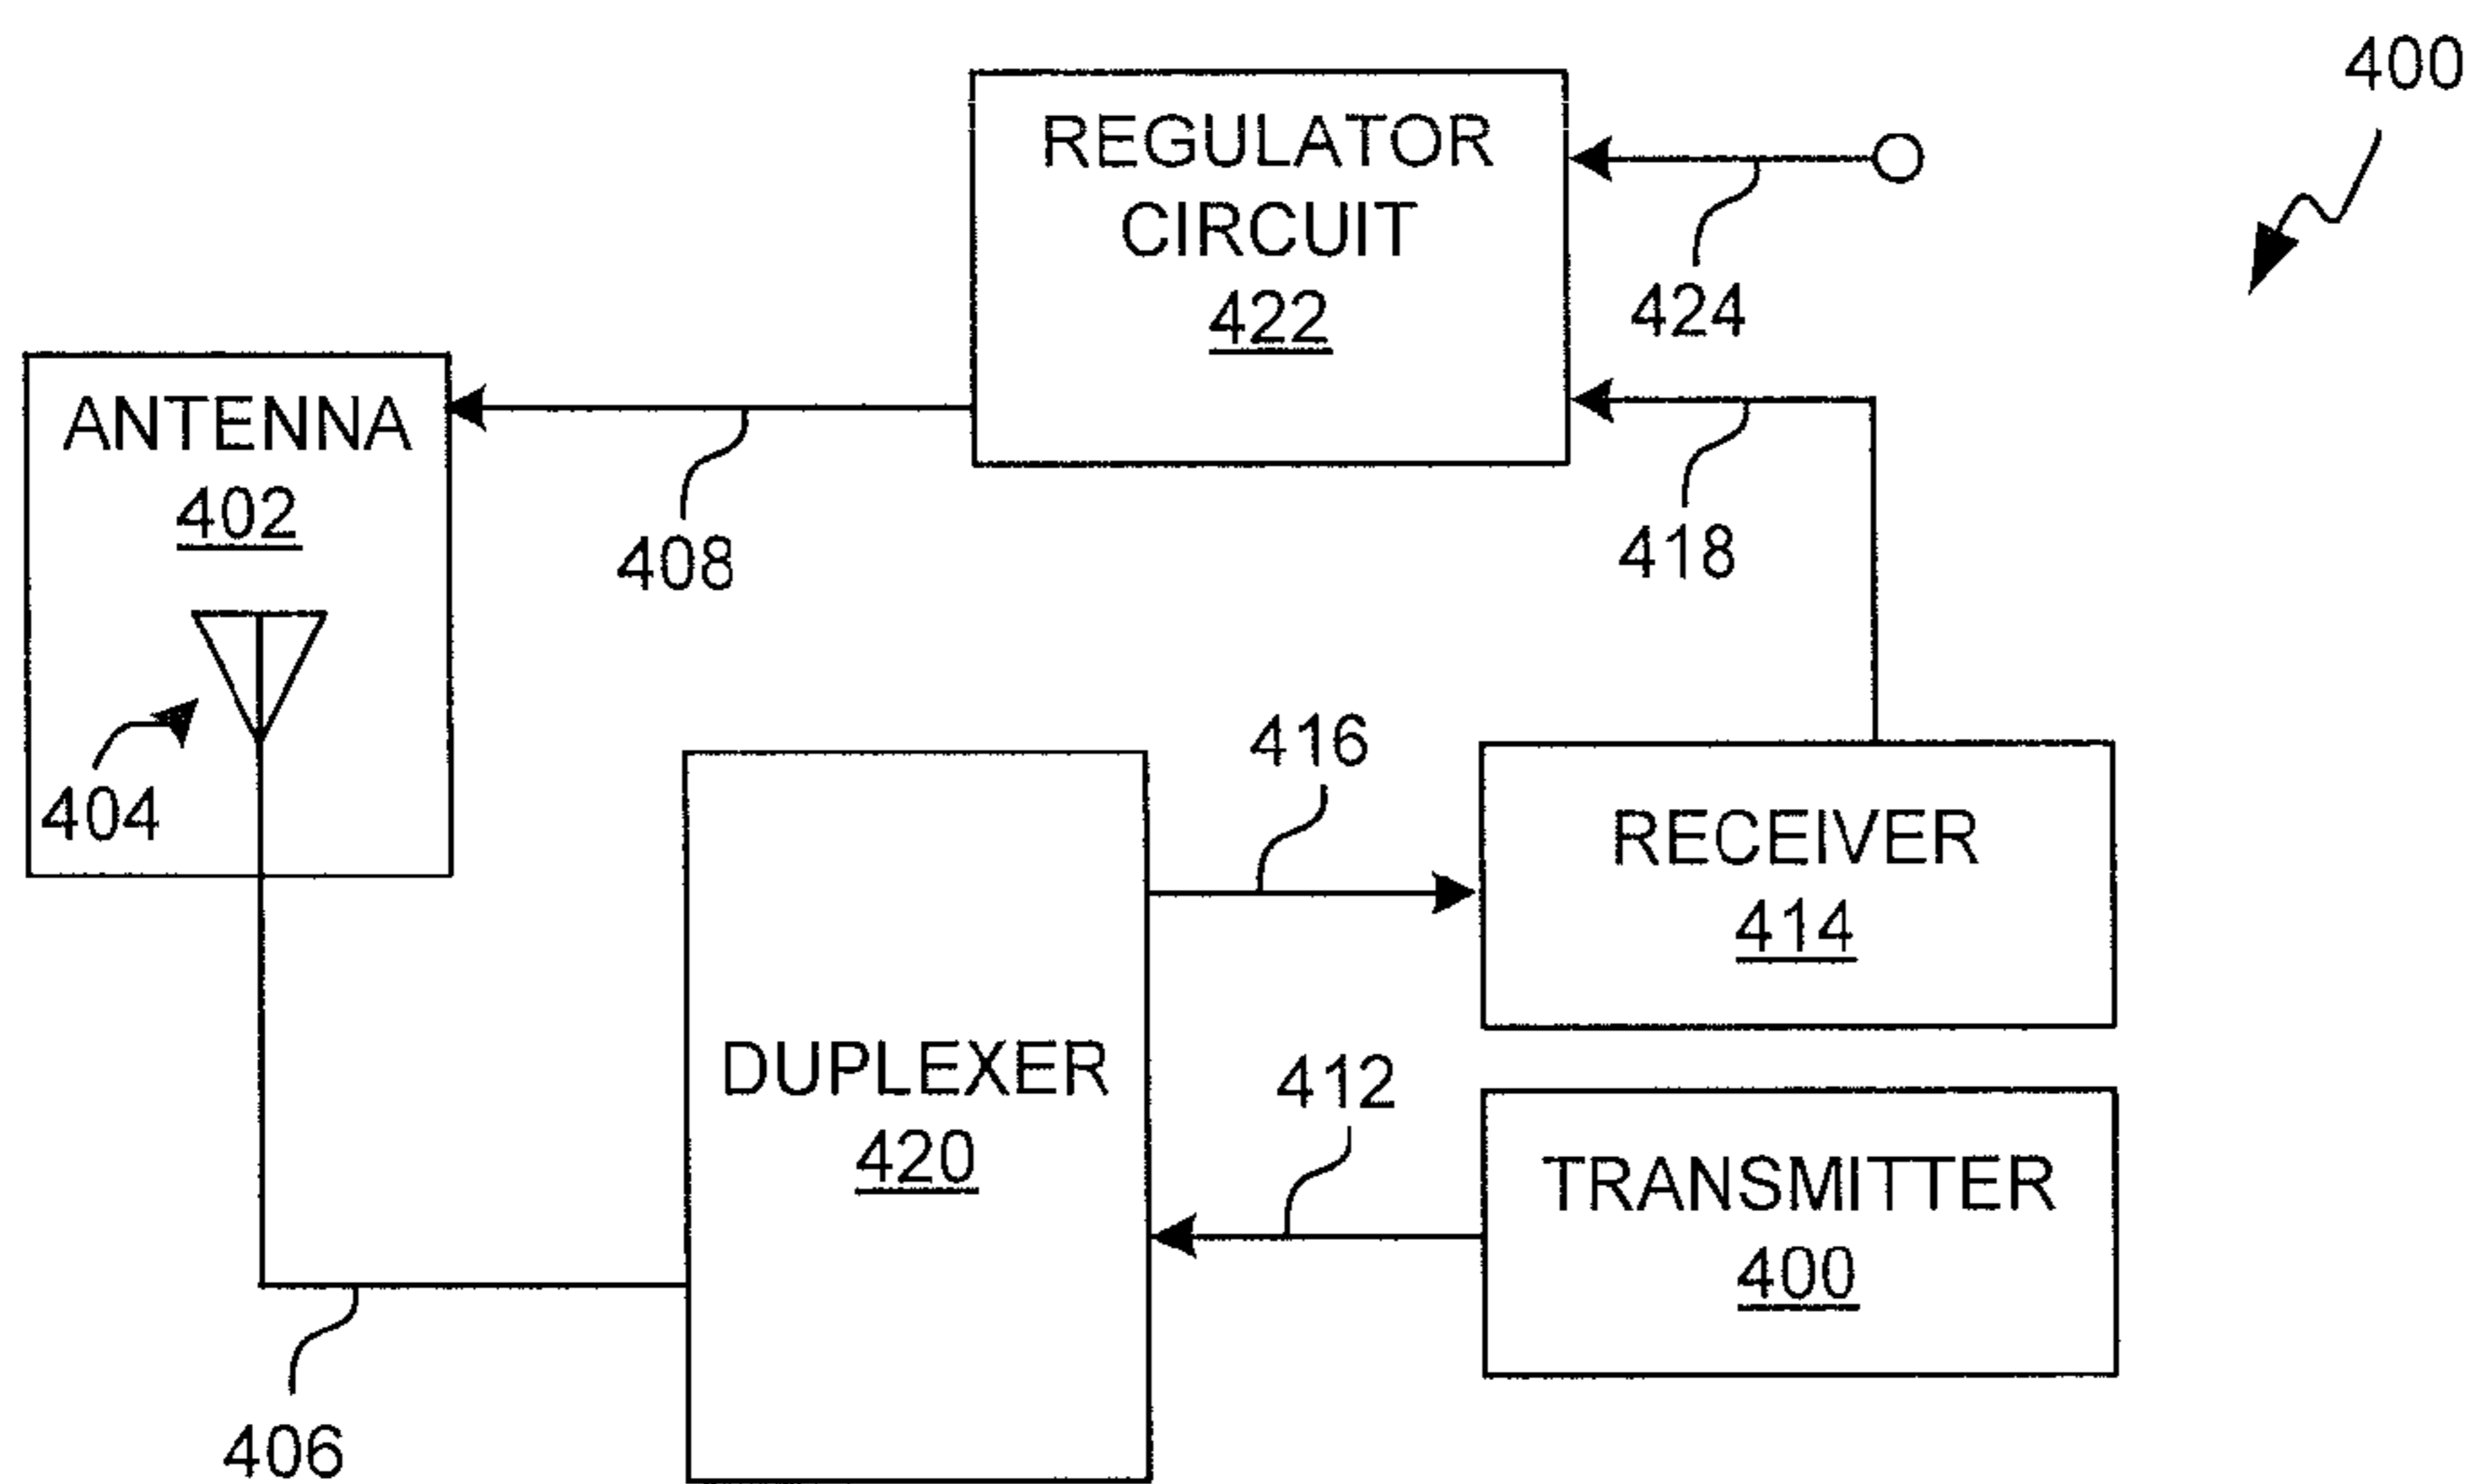 400
REGULATOR
CIRCUIT
422
424
ANTENNA
402
408
418
404
416
RECEIVER
414
DUPLEXER
420
412
TRANSMITTER
400
406